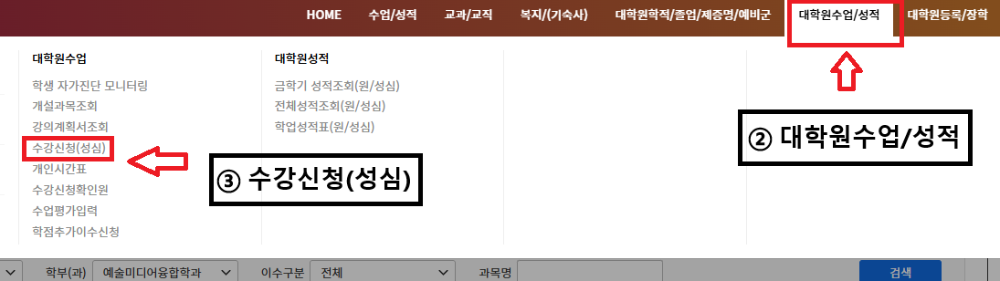 HOME 수업/성적 교과/교직 복지/(기숙사) 대학원학적/졸업/제증명/예비군 대학원수업/성적 대학원등록/장학
대학원수업
학생 자가진단 모니터링
개설과목조회
강의계획서조회
수강신청(성심)
개인시간표
수강신청확인원
수업평가입력
학점추가이수신청
대학원성적
금학기 성적조회(원/성심)
전체성적조회(원/성심)
학업성적표(원/성심)
② 대학원수업/성적
③ 수강신청(성심)
학부(과) 예술미디어융합학과 이수구분 전체 과목명 검색